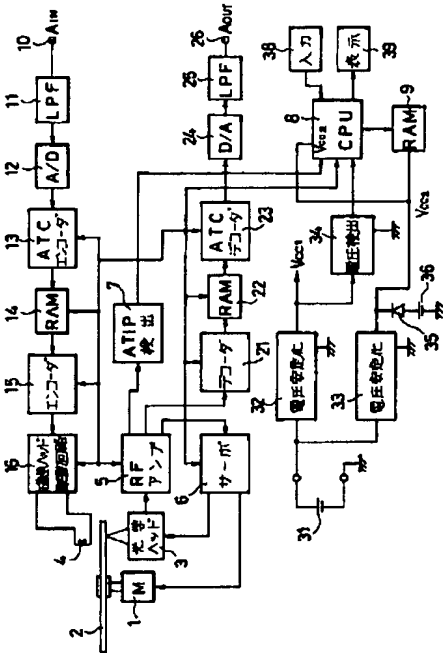 10
AIN
11
LPF
12
A/D
13
ATC
エンコーダ
14
RAM
15
エンコーダ
16
磁気ヘッド
駆動回路
4
2
1
M
3
光学
ヘッド
5
RF
アンプ
6
サーボ
7
ATIP
検出
21
デコーダ
22
RAM
23
ATC
デコーダ
24
D/A
25
LPF
26
AOUT
38
入力
39
表示
8
VCC2
CPU
9
RAM
VCC2
34
電圧検出
VCC1
32
電圧安定化
33
電圧安定化
35
36
31